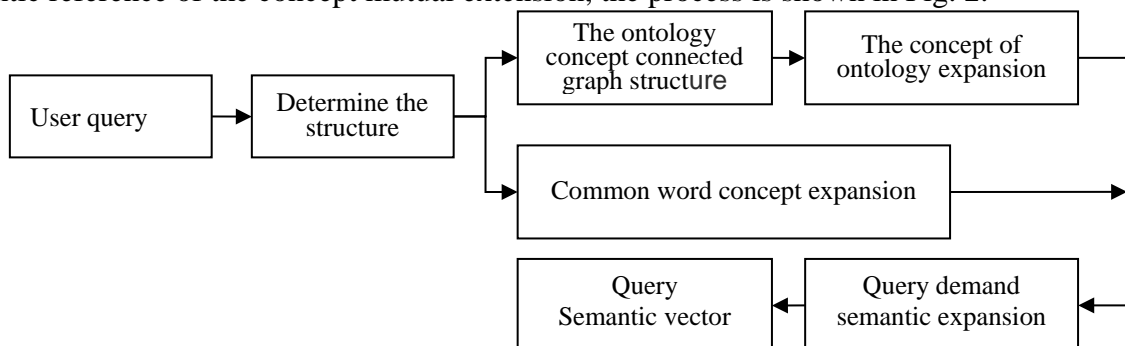 ntic reference of the concept mutual extension, the process is shown in Fig. 2.
The ontology
concept connected
graph structure
The concept of
ontology expansion
User query
Determine the
structure
Common word concept expansion
Query
Semantic vector
Query demand
semantic expansion